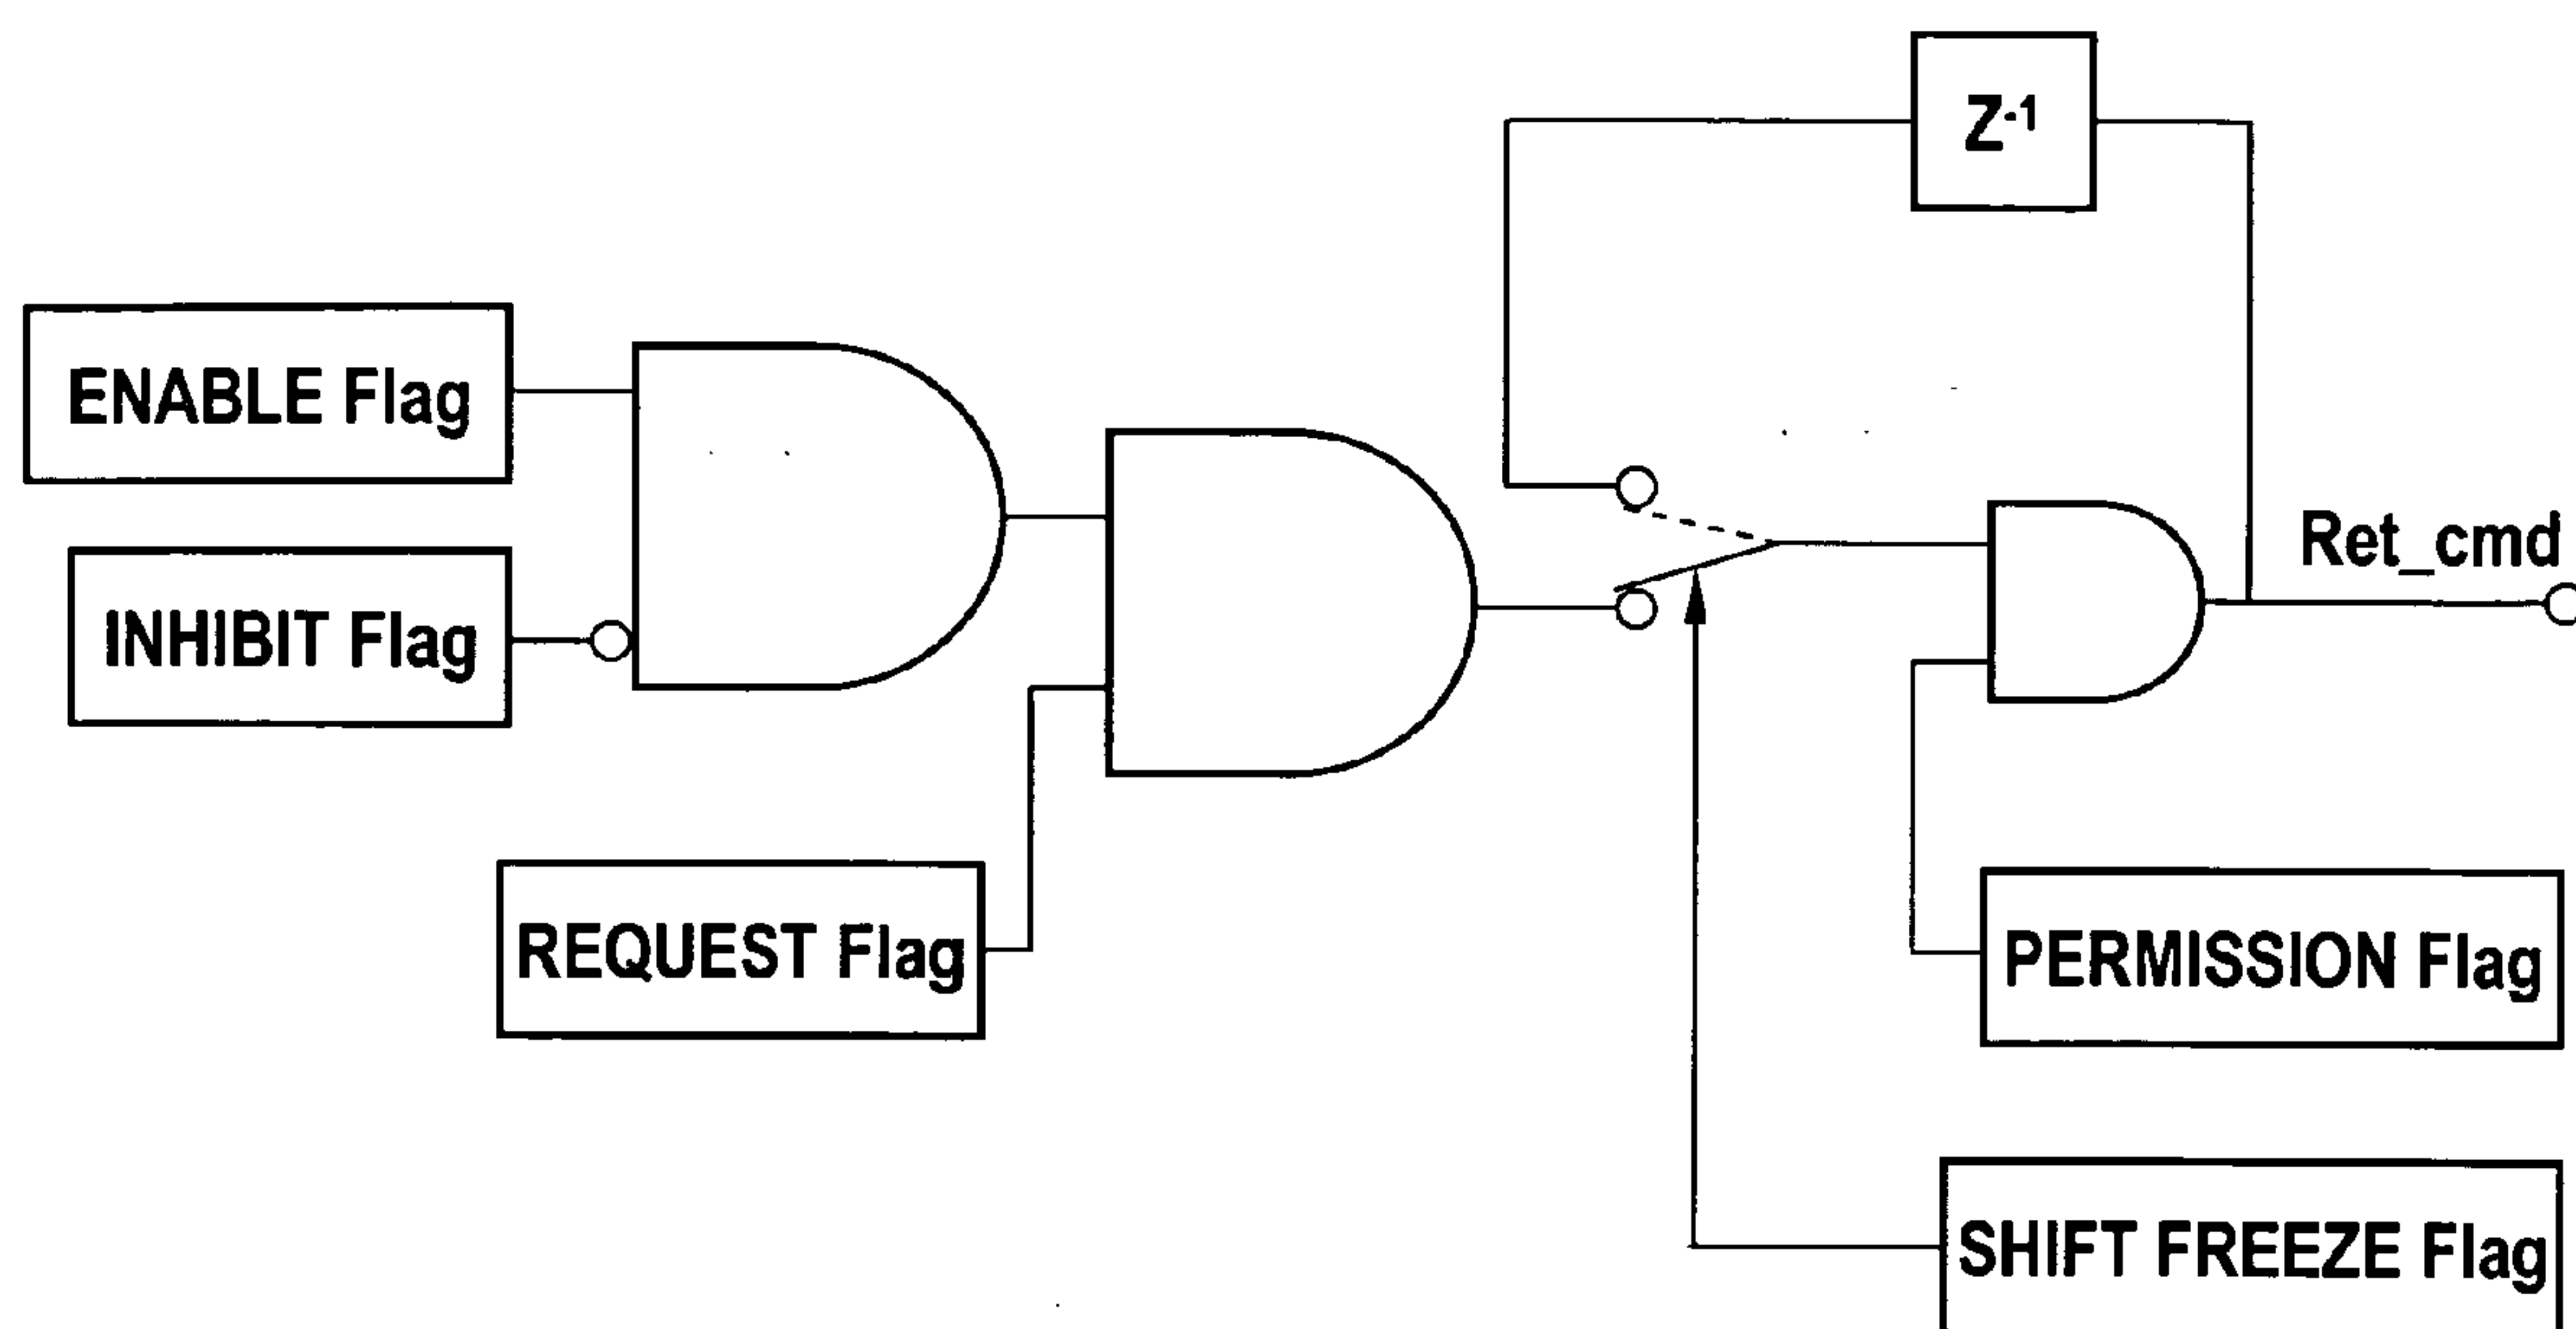 Z-1
ENABLE Flag
Ret_cmd
INHIBIT Flag
REQUEST Flag
PERMISSION Flag
SHIFT FREEZE Flag